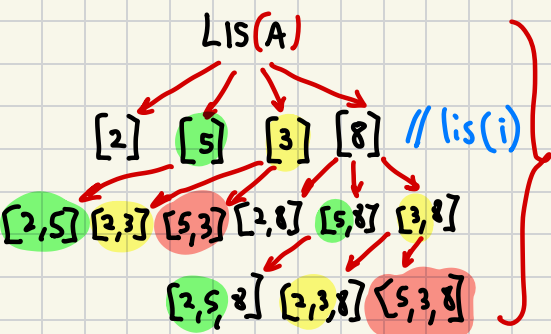 LIS(A)
[2] [5] [3] [8] // lis(i)
[2,5] [2,3] [5,3] [2,8] [5,8] [3,8]
[2,5,8] [2,3,8] [5,3,8]